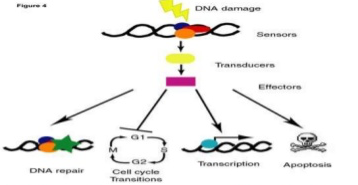 Figure 4
DNA damage
Sensors
Transducers
Effectors
G1
M
S
G2
DNA repair
Cell cycle
Transitions
Transcription
Apoptosis